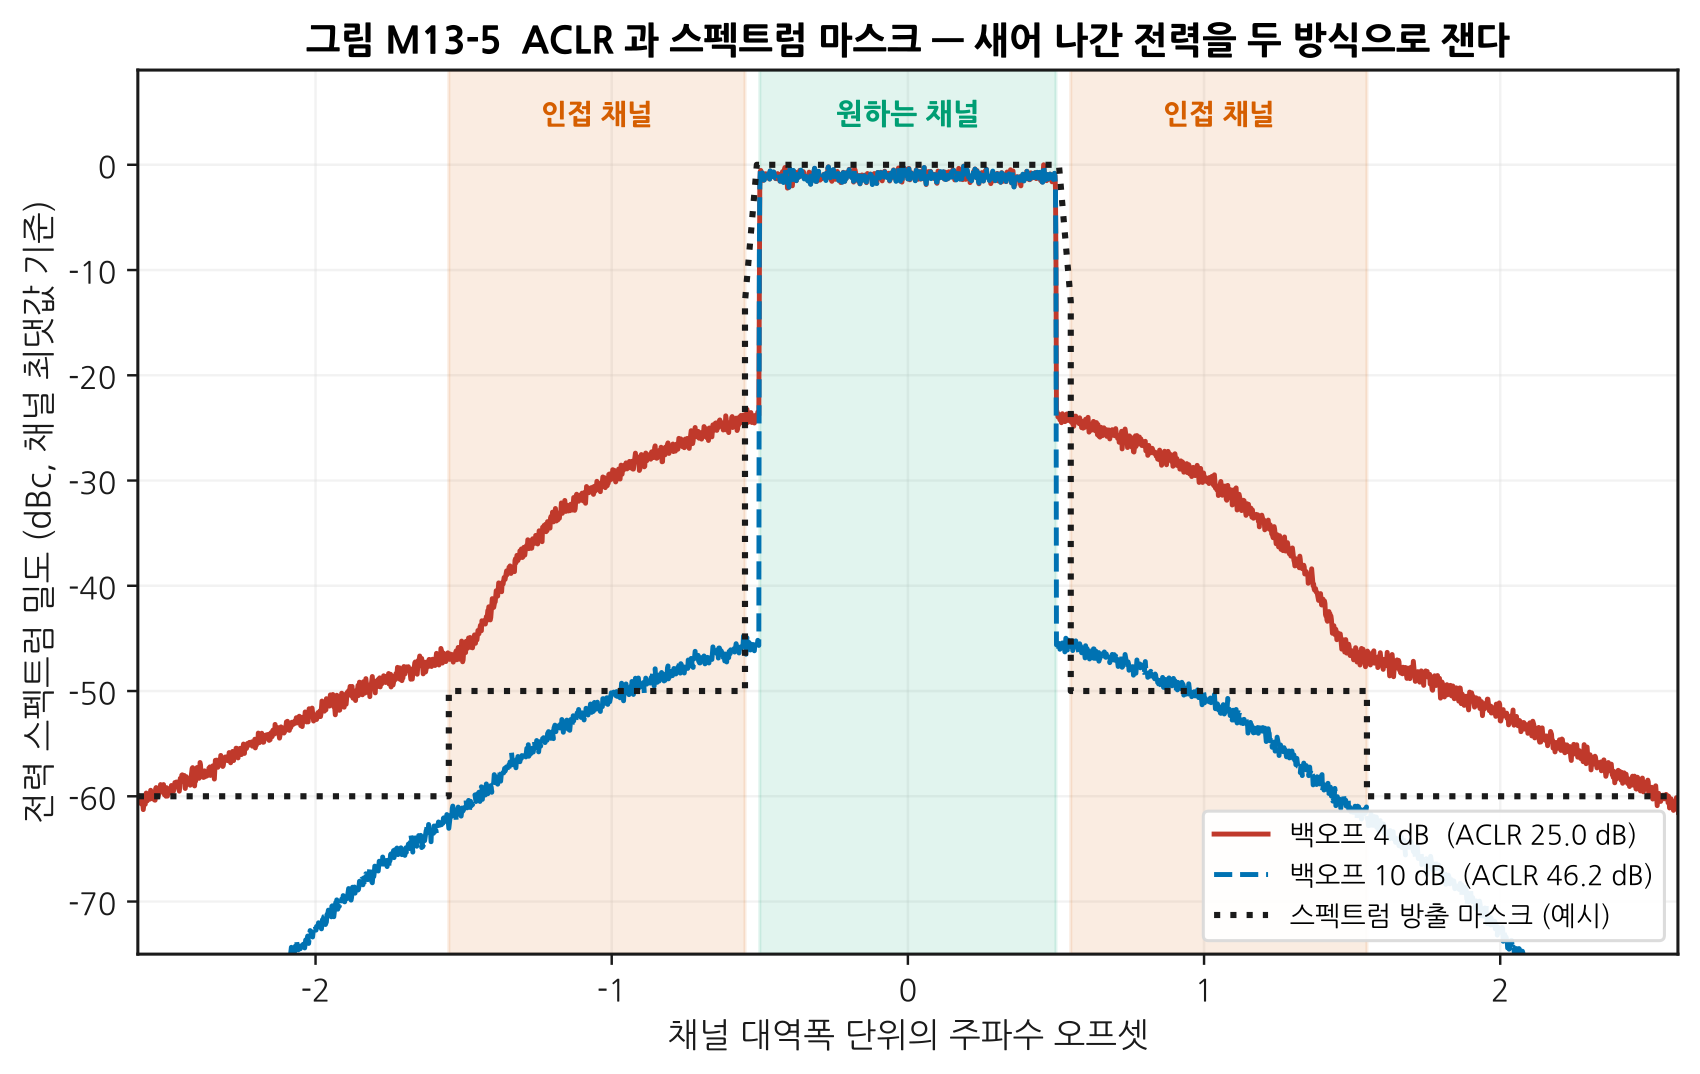 그림 M13-5  ACLR 과 스펙트럼 마스크 — 새어 나간 전력을 두 방식으로 잰다
인접 채널
원하는 채널
인접 채널
전력 스펙트럼 밀도 (dBc, 채널 최댓값 기준)
0
-10
-20
-30
-40
-50
-60
-70
백오프 4 dB  (ACLR 25.0 dB)
백오프 10 dB  (ACLR 46.2 dB)
스펙트럼 방출 마스크 (예시)
-2
-1
0
1
2
채널 대역폭 단위의 주파수 오프셋